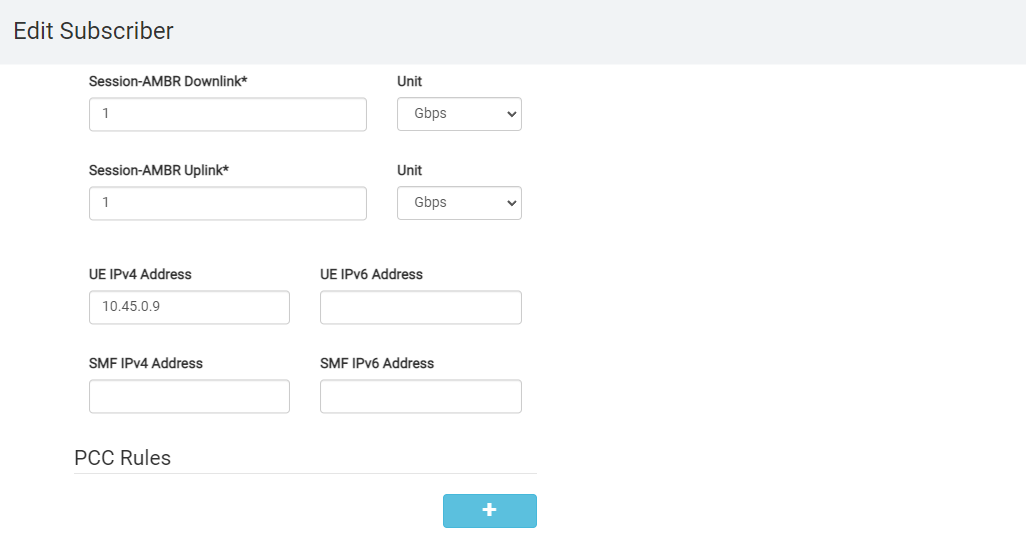 Edit Subscriber
Session-AMBR Downlink* Unit
1 Gbps
Session-AMBR Uplink* Unit
1 Gbps
UE IPv4 Address UE IPv6 Address
10.45.0.9
SMF IPv4 Address SMF IPv6 Address
PCC Rules
+